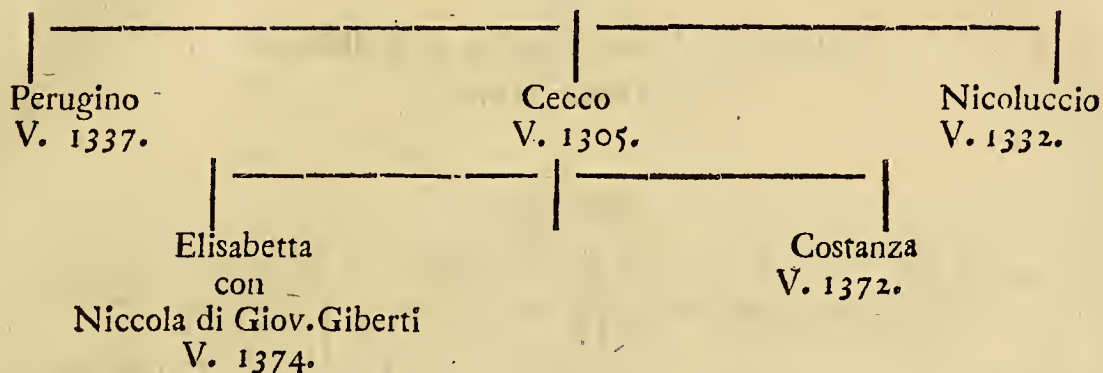 Perugino Cecco Nicoluccio
V. 1337. V. 1305. V. 1332.
Elisabetta Costanza
con V. 1372.
Niccola di Giov. Giberti
V. 1374.